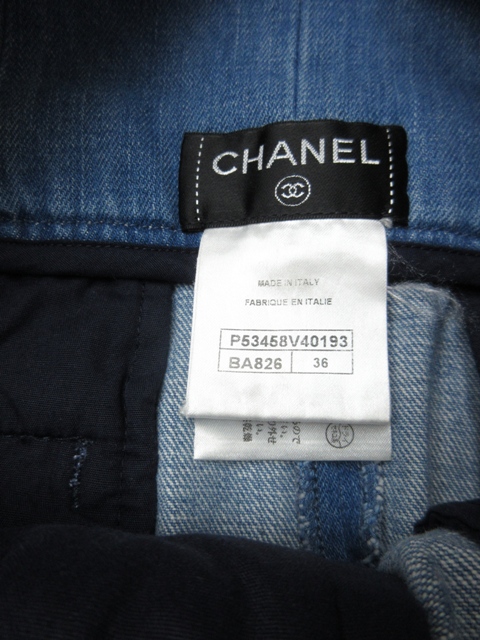 CHANEL
MADE IN ITALY
FABRIQUE EN ITALIE
P53458V40193
BA826 36